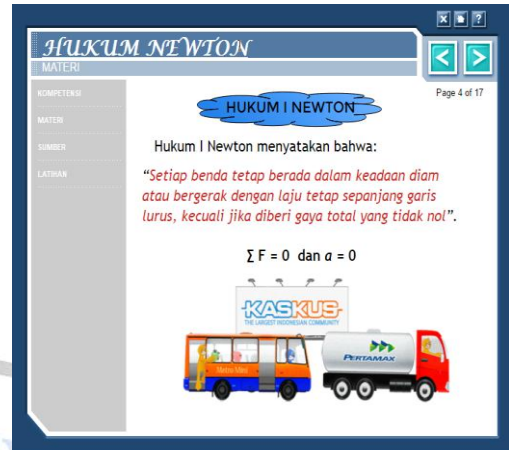 x
?
HUKUM NEWTON
MATERI
< >
Page 4 of 17
KOMPETENSI
MATERI
SUMBER
LATIHAN
HUKUM I NEWTON
Hukum I Newton menyatakan bahwa:
“Setiap benda tetap berada dalam keadaan diam
atau bergerak dengan laju tetap sepanjang garis
lurus, kecuali jika diberi gaya total yang tidak nol”.
∑ F = 0 dan a = 0
KASKUS
THE LARGEST INDONESIAN COMMUNITY
Metro Mini
PERTAMAX